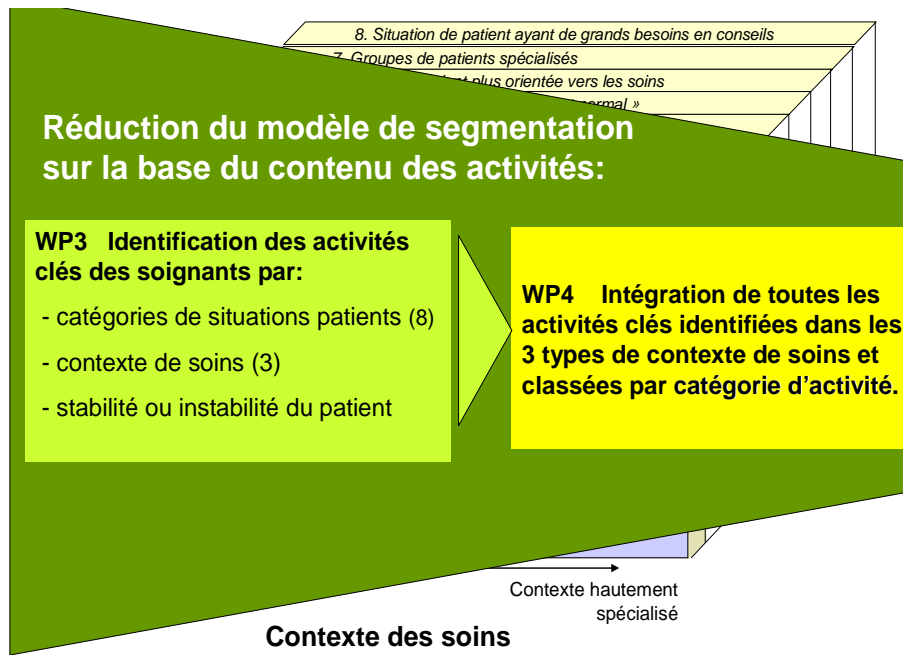 8. Situation de patient ayant de grands besoins en conseils
7. Groupes de patients spécialisés
plus orientée vers les soins
normal »
Réduction du modèle de segmentation
sur la base du contenu des activités:
WP3 Identification des activités
clés des soignants par:
- catégories de situations patients (8)
- contexte de soins (3)
- stabilité ou instabilité du patient
WP4 Intégration de toutes les
activités clés identifiées dans les
3 types de contexte de soins et
classées par catégorie d'activité.
Contexte hautement
spécialisé
Contexte des soins